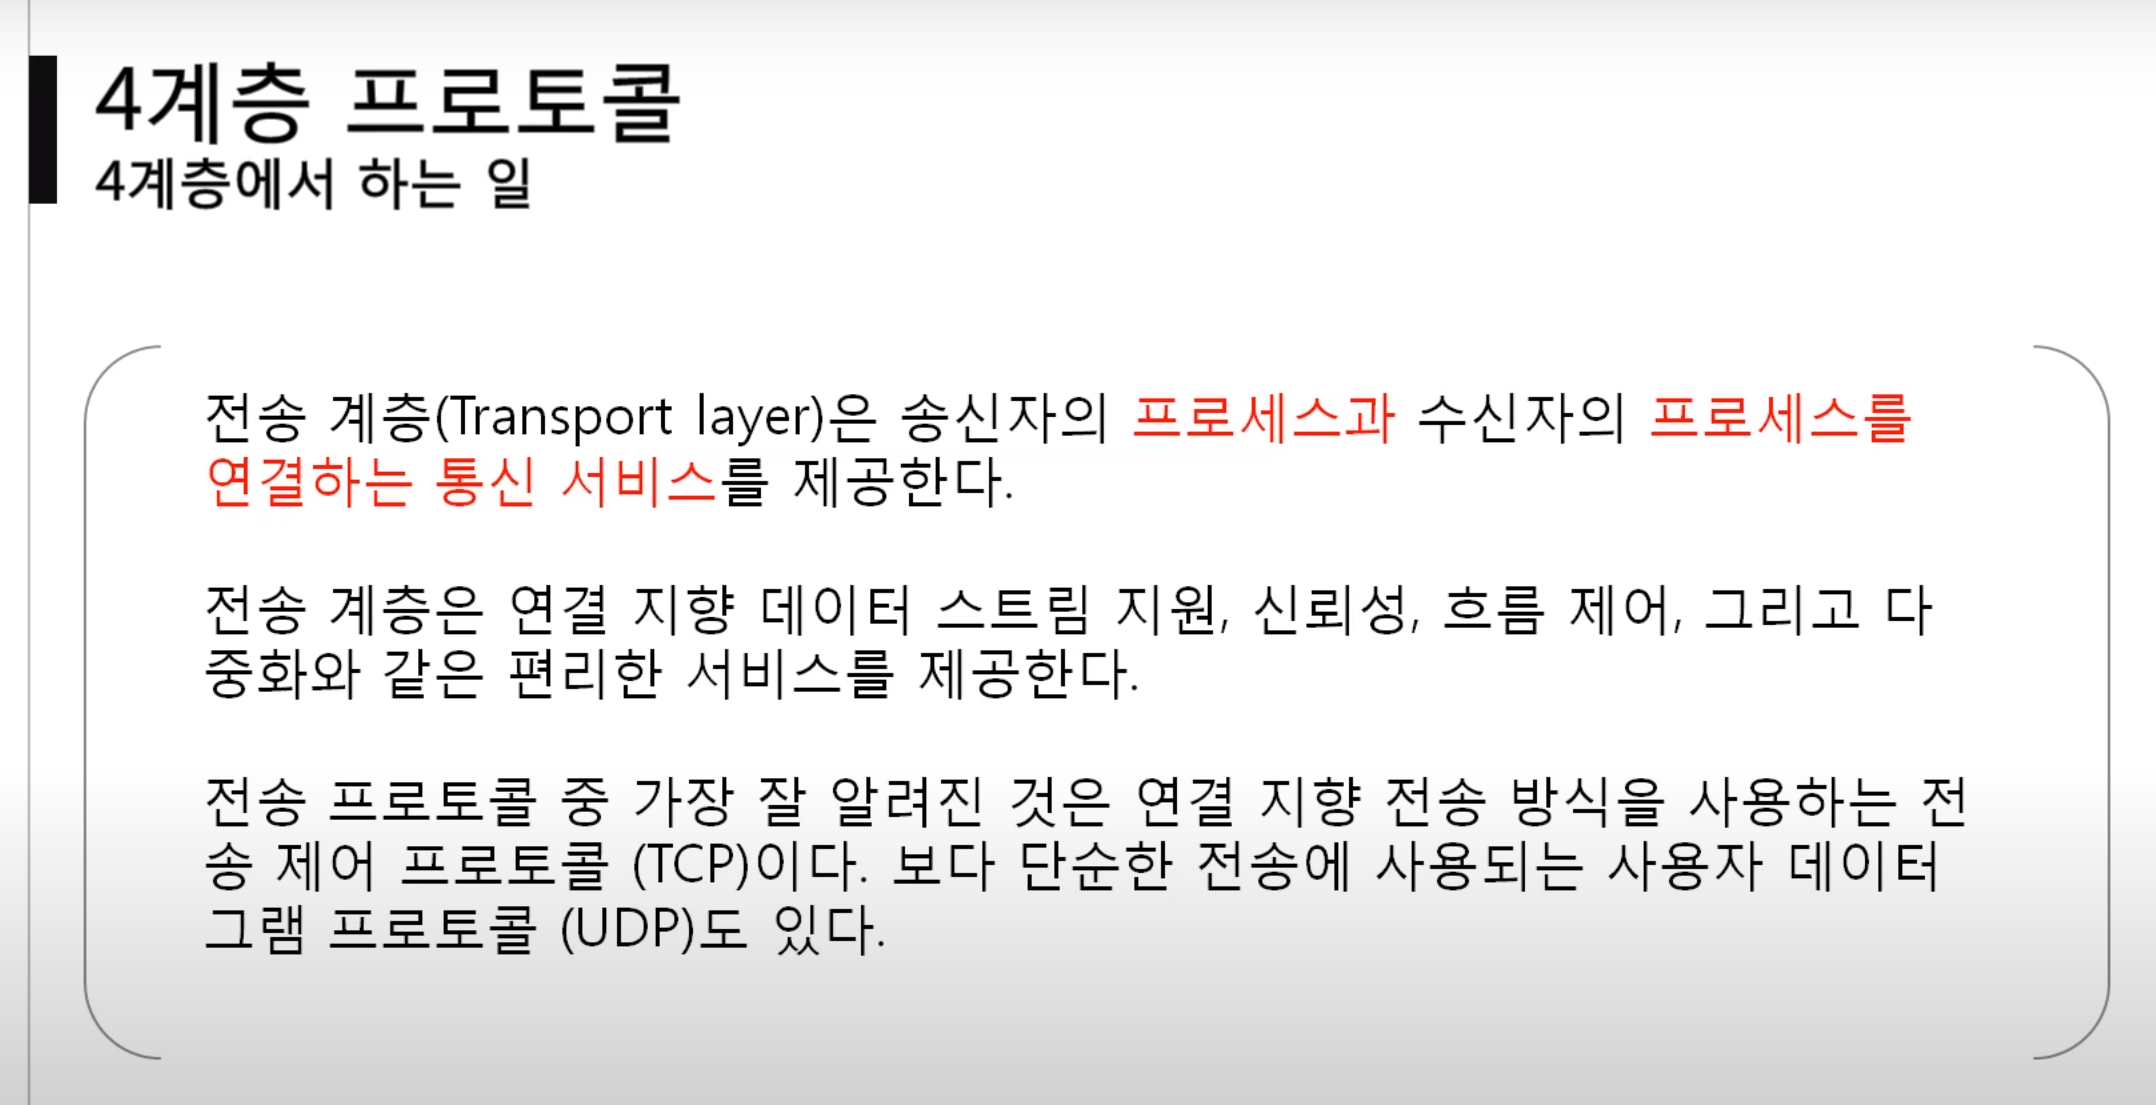 4계층 프로토콜
4계층에서 하는 일
전송 계층(Transport layer)은 송신자의 프로세스과 수신자의 프로세스를
연결하는 통신 서비스를 제공한다.
전송 계층은 연결 지향 데이터 스트림 지원, 신뢰성, 흐름 제어, 그리고 다
중화와 같은 편리한 서비스를 제공한다.
전송 프로토콜 중 가장 잘 알려진 것은 연결 지향 전송 방식을 사용하는 전
송 제어 프로토콜 (TCP)이다. 보다 단순한 전송에 사용되는 사용자 데이터
그램 프로토콜 (UDP)도 있다.